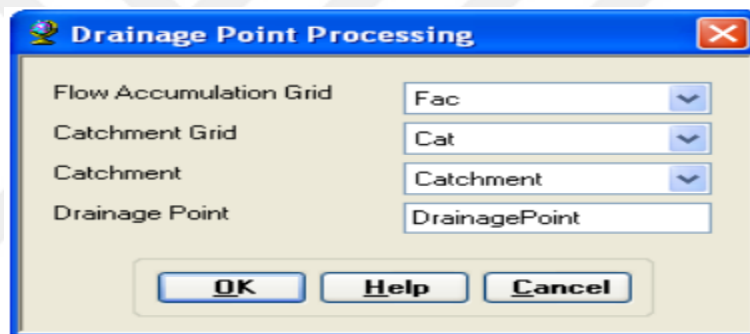 Drainage Point Processing
Flow Accumulation Grid Fac
Catchment Grid Cat
Catchment Catchment
Drainage Point DrainagePoint
OK Help Cancel